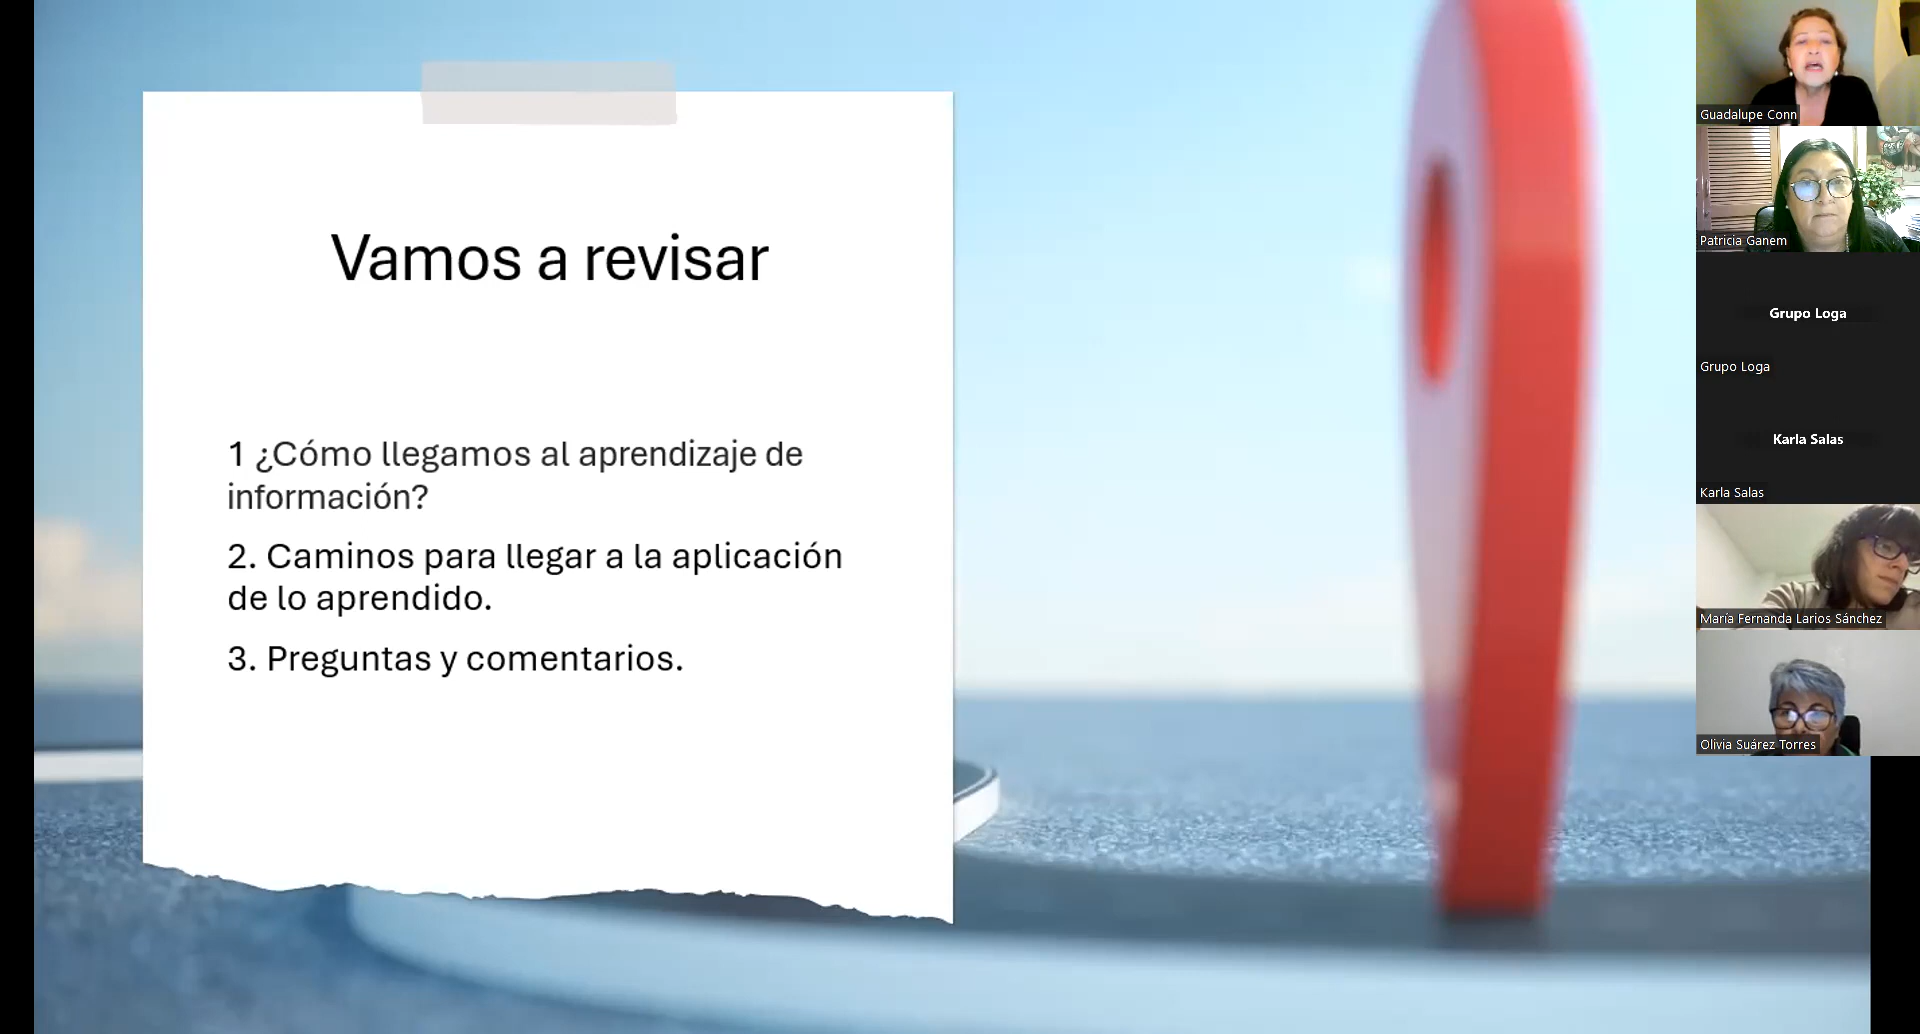 Vamos a revisar
1 ¿Cómo llegamos al aprendizaje de
información?
2. Caminos para llegar a la aplicación
de lo aprendido.
3. Preguntas y comentarios.
Guadalupe Conn
Patricia Ganem
Grupo Loga
Grupo Loga
Karla Salas
Karla Salas
María Fernanda Larios Sánchez
Olivia Suárez Torres